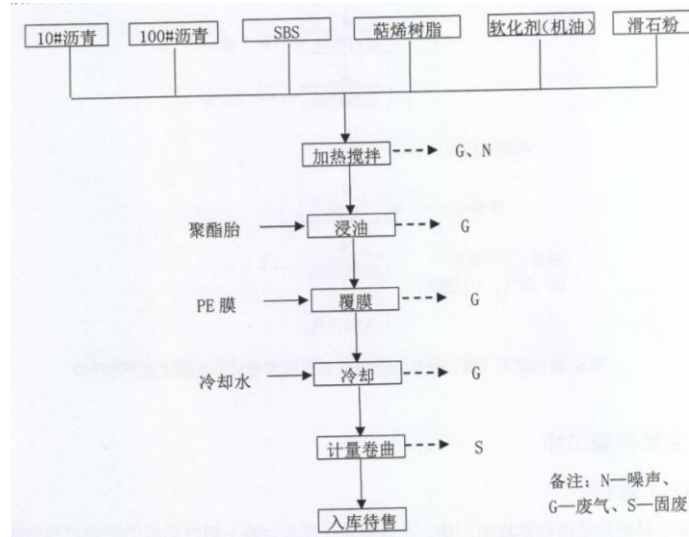 10#沥青 100#沥青 SBS 萜烯树脂 软化剂(机油) 滑石粉
加热搅拌 G、N
聚酯胎 浸油 G
PE膜 覆膜 G
冷却水 冷却 G
计量卷曲 S
备注：N—噪声、
G—废气、S—固废
入库待售